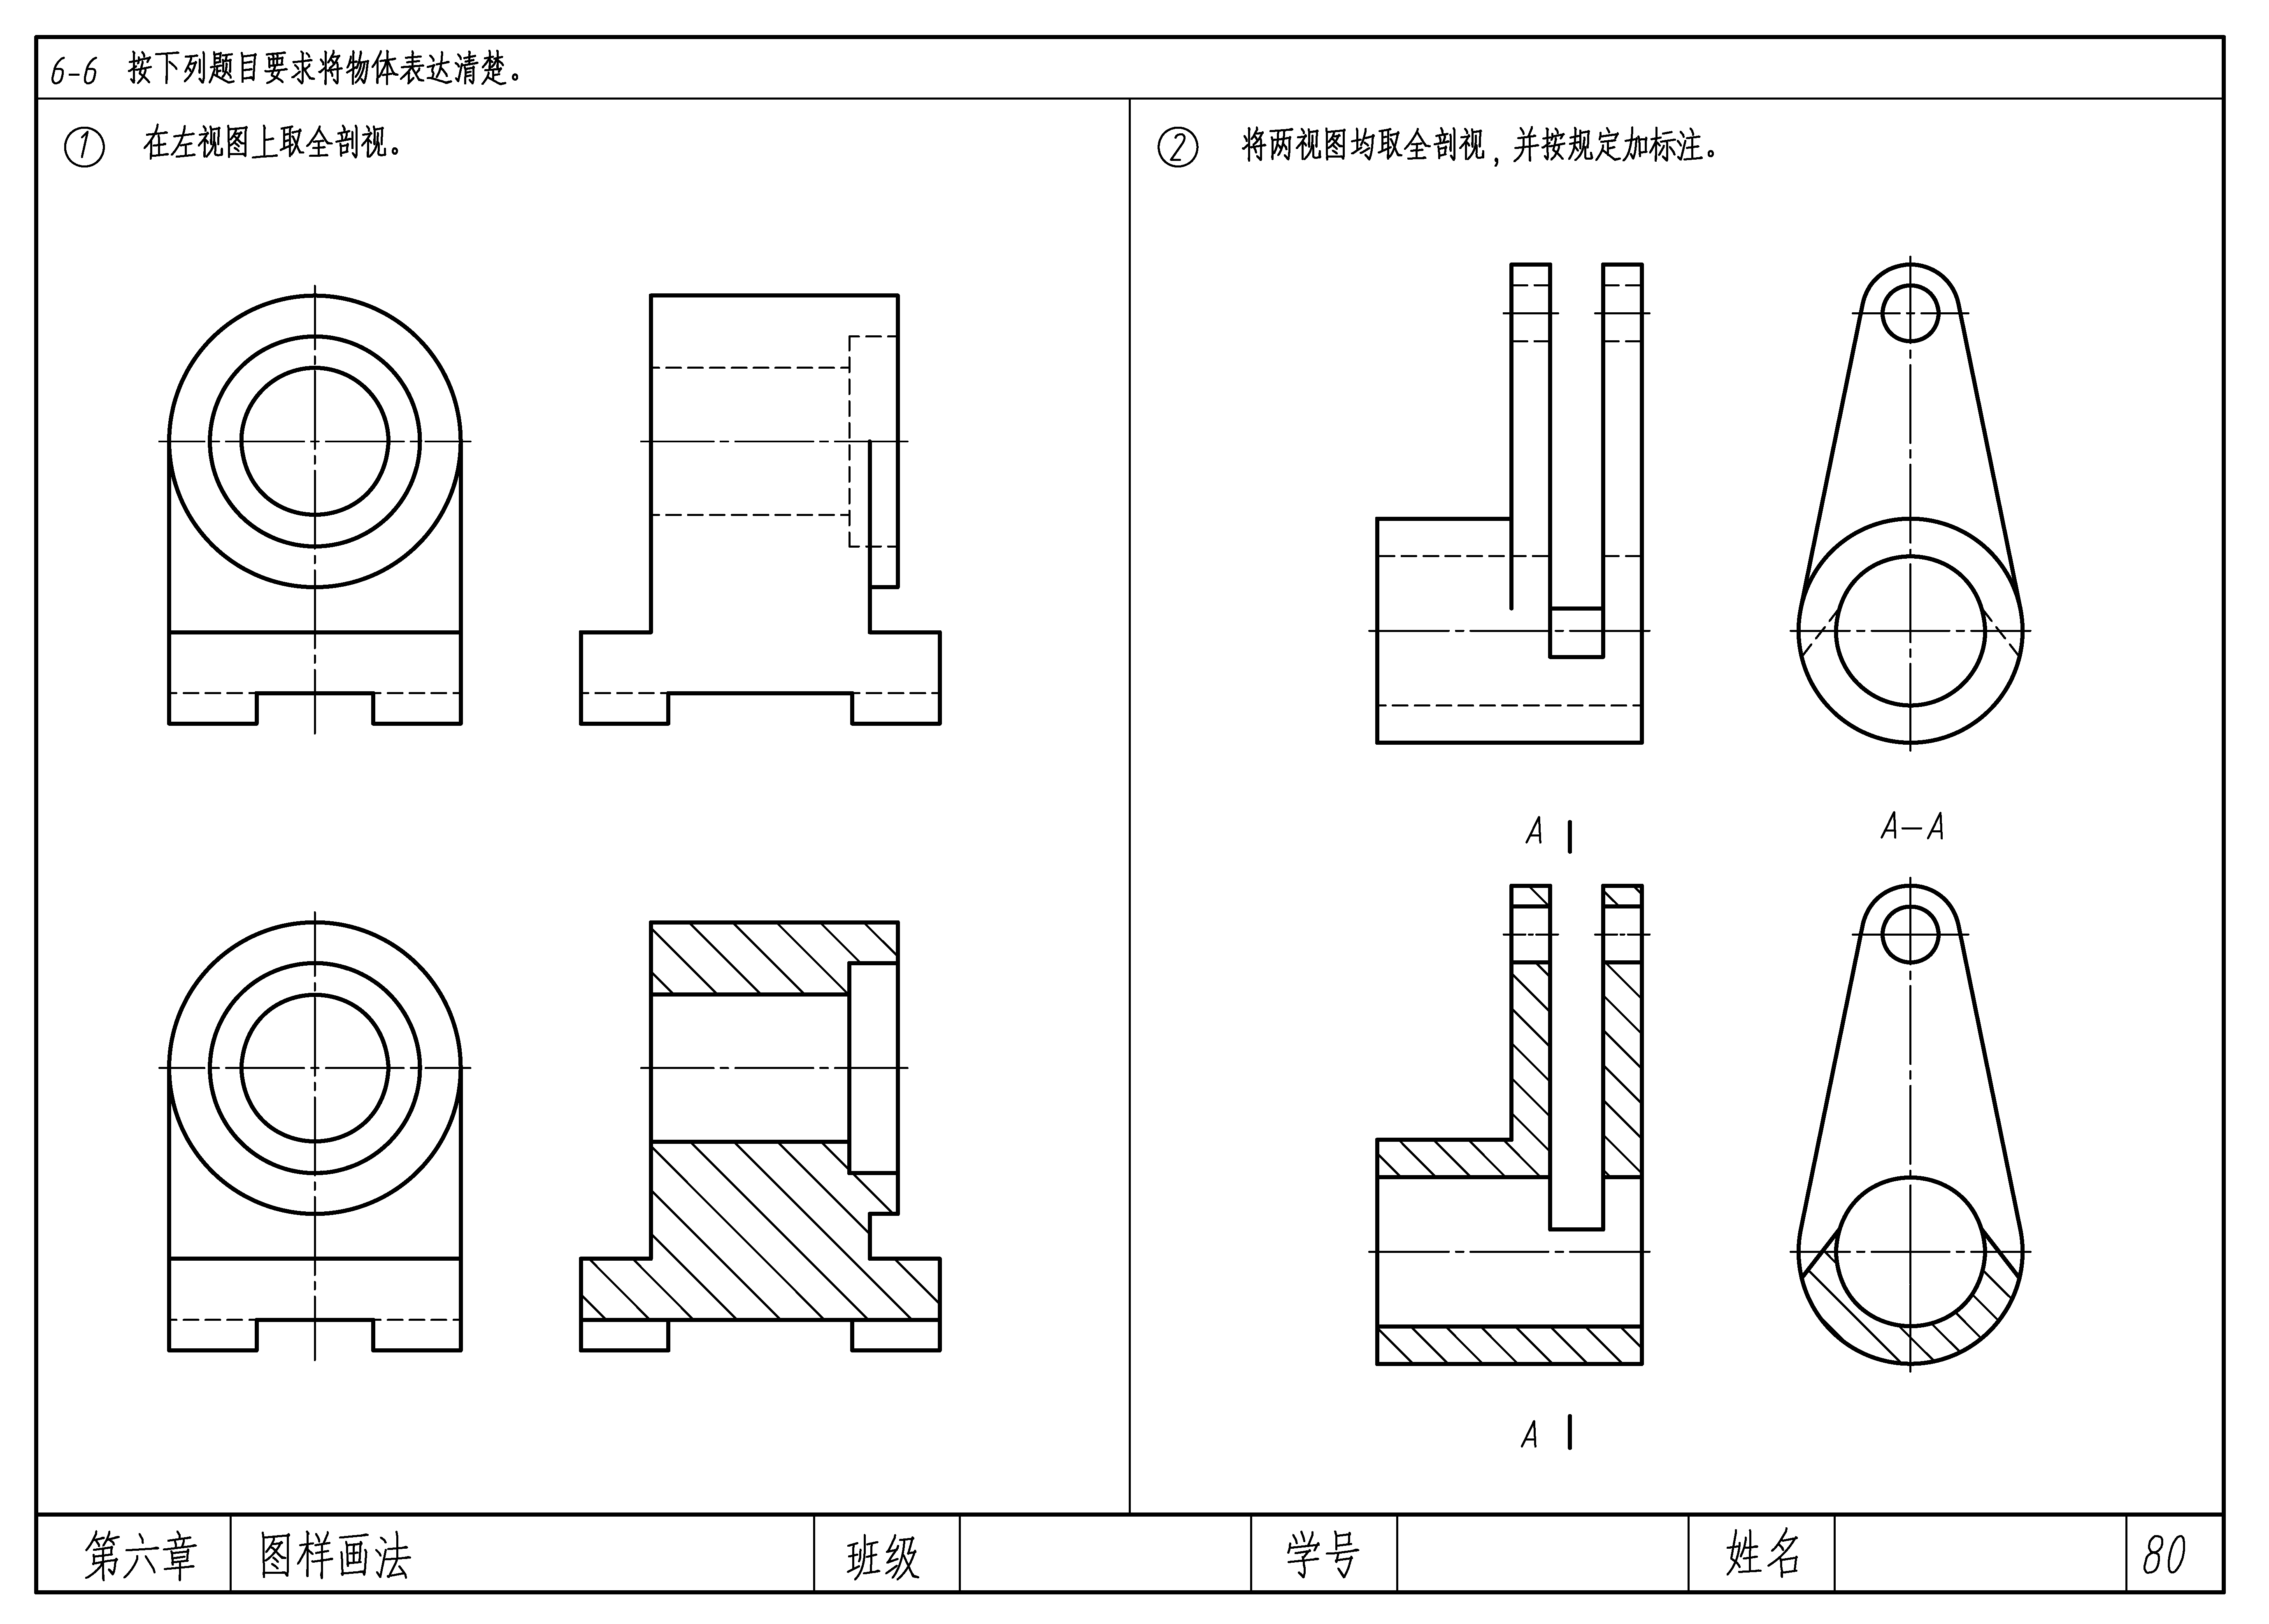 6-6 按下列题目要求将物体表达清楚。
① 在左视图上取全剖视。
② 将两视图均取全剖视，并按规定加标注。
A
A-A
A
第六章 图样画法 班级 学号 姓名 80